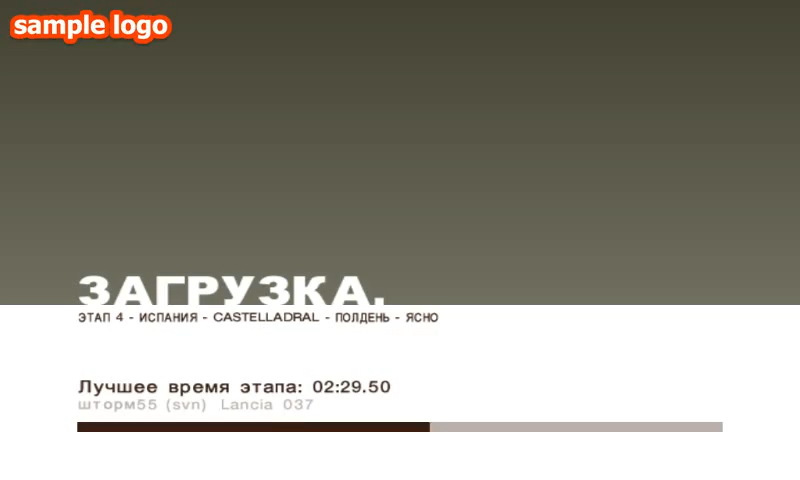 sample logo
ЗАГРУЗКА.
ЭТАП 4 - ИСПАНИЯ - CASTELLADRAL - ПОЛДЕНЬ - ЯСНО
Лучшее время этапа: 02:29.50
шторм55 (svn) Lancia 037